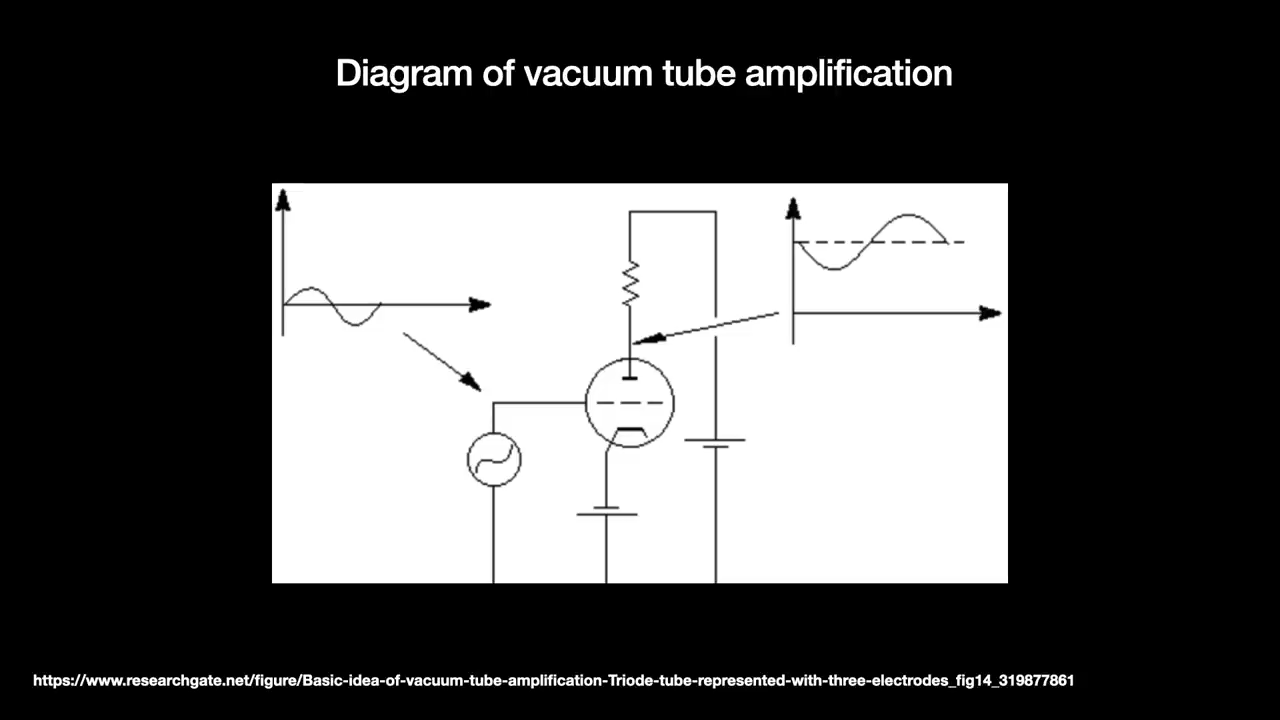 Diagram of vacuum tube amplification
https://www.researchgate.net/figure/Basic-idea-of-vacuum-tube-amplification-Triode-tube-represented-with-three-electrodes_fig14_319877861